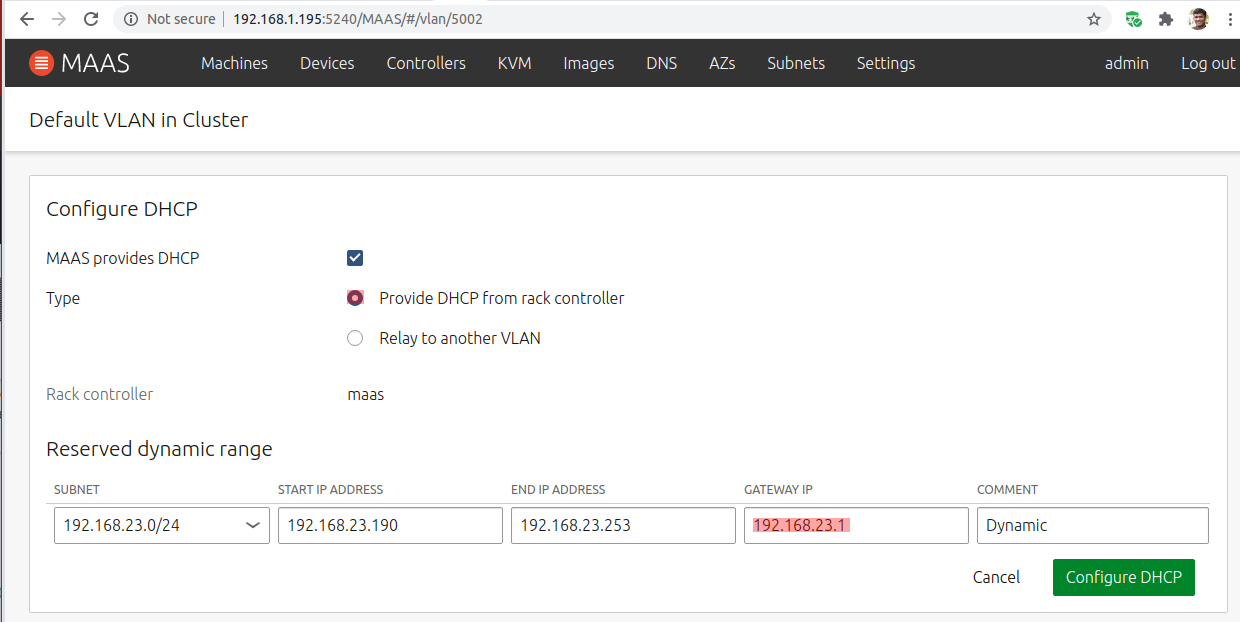 Not secure 192.168.1.195:5240/MAAS/#/vlan/5002
MAAS Machines Devices Controllers KVM Images DNS AZs Subnets Settings admin Log out
Default VLAN in Cluster
Configure DHCP
MAAS provides DHCP
Type Provide DHCP from rack controller
Relay to another VLAN
Rack controller maas
Reserved dynamic range
SUBNET START IP ADDRESS END IP ADDRESS GATEWAY IP COMMENT
192.168.23.0/24 192.168.23.190 192.168.23.253 192.168.23.1 Dynamic
Cancel Configure DHCP